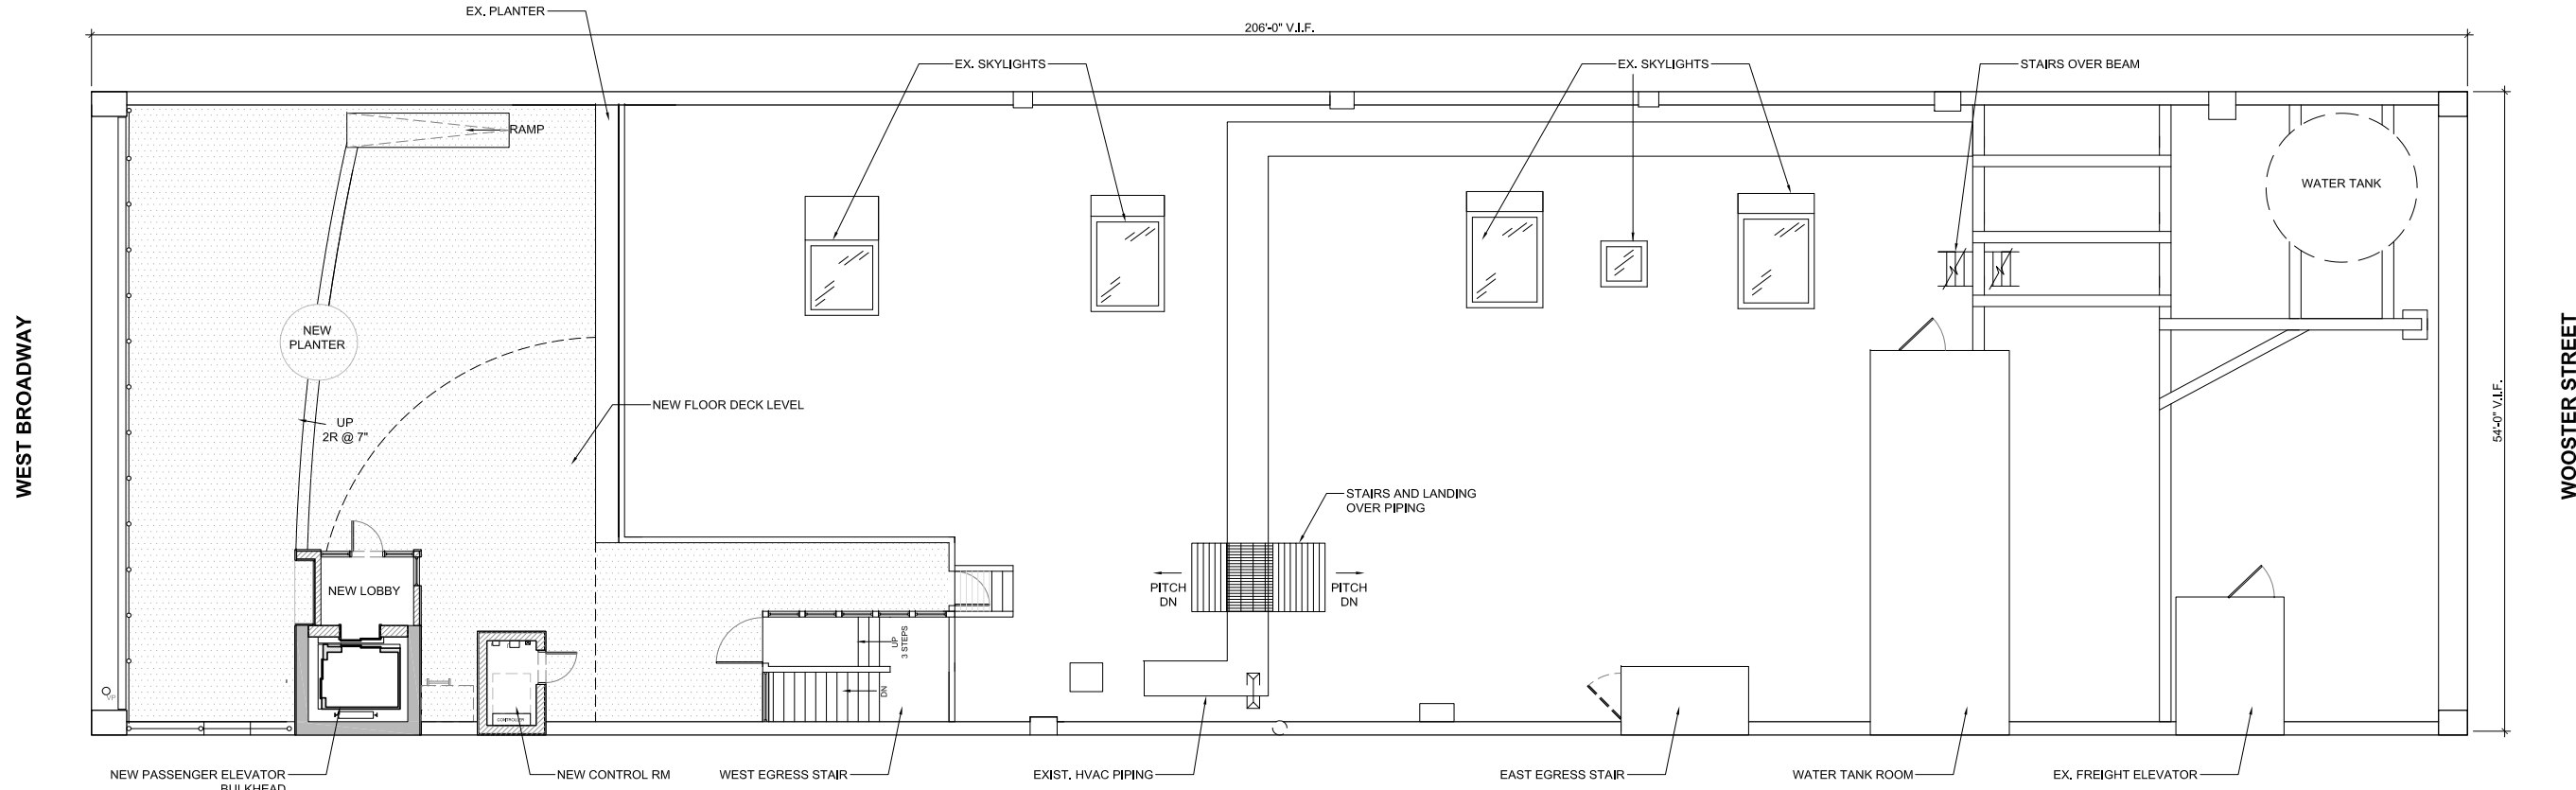 EX. PLANTER
206'-0" V.I.F.
EX. SKYLIGHTS
EX. SKYLIGHTS
STAIRS OVER BEAM
RAMP
WATER TANK
NEW
PLANTER
WEST BROADWAY
WOOSTER STREET
54'-0" V.I.F.
NEW FLOOR DECK LEVEL
UP
2R @ 7"
STAIRS AND LANDING
OVER PIPING
PITCH
DN
PITCH
DN
NEW LOBBY
UP
3 STEPS
DN
VP
CONTROLLER
NEW PASSENGER ELEVATOR
BULKHEAD
NEW CONTROL RM
WEST EGRESS STAIR
EXIST. HVAC PIPING
EAST EGRESS STAIR
WATER TANK ROOM
EX. FREIGHT ELEVATOR